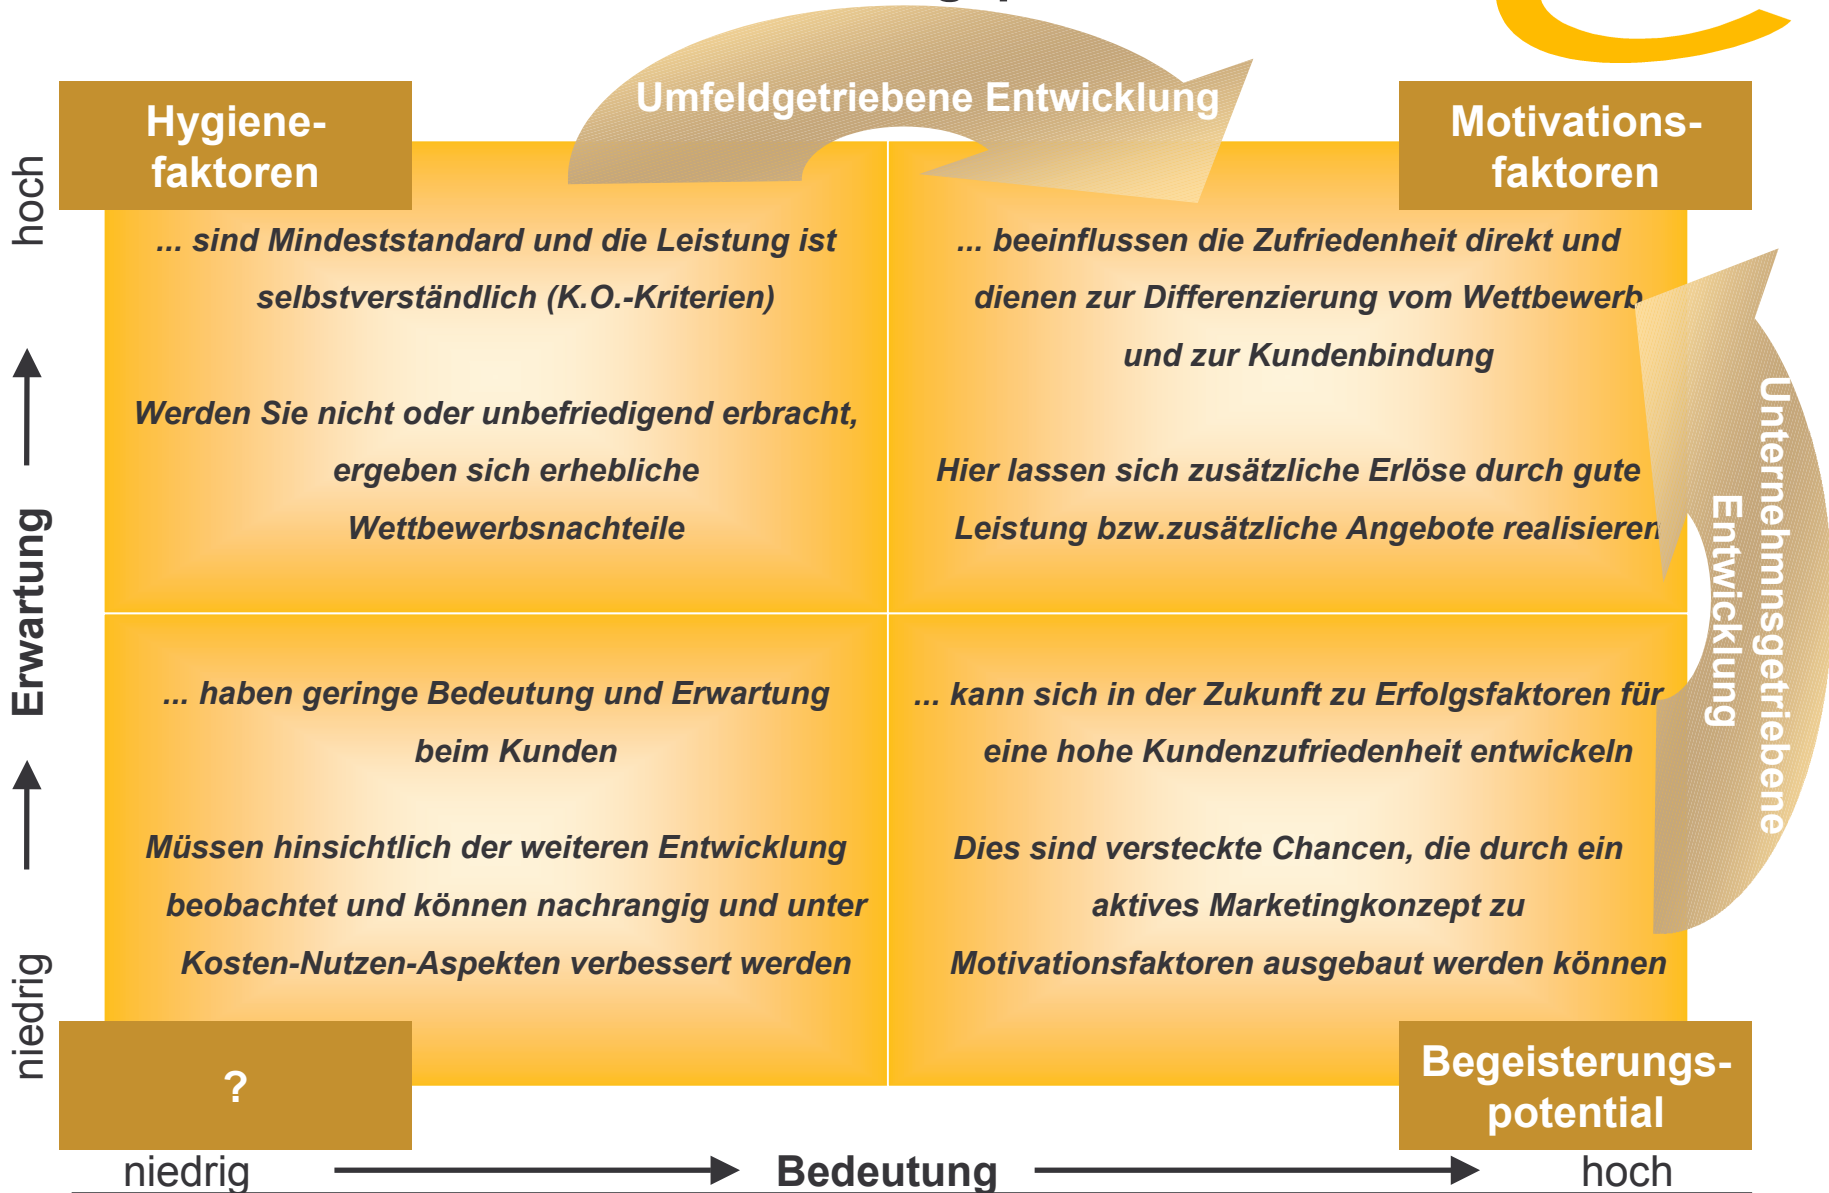 Umfeldgetriebene Entwicklung
Hygiene-
faktoren
Motivations-
faktoren
hoch
Erwartung
niedrig
... sind Mindeststandard und die Leistung ist
selbstverständlich (K.O.-Kriterien)
Werden Sie nicht oder unbefriedigend erbracht,
ergeben sich erhebliche
Wettbewerbsnachteile
... beeinflussen die Zufriedenheit direkt und
dienen zur Differenzierung vom Wettbewerb
und zur Kundenbindung
Hier lassen sich zusätzliche Erlöse durch gute
Leistung bzw.zusätzliche Angebote realisieren
Unternehmnsgetriebene
Entwicklung
... haben geringe Bedeutung und Erwartung
beim Kunden
Müssen hinsichtlich der weiteren Entwicklung
beobachtet und können nachrangig und unter
Kosten-Nutzen-Aspekten verbessert werden
... kann sich in der Zukunft zu Erfolgsfaktoren für
eine hohe Kundenzufriedenheit entwickeln
Dies sind versteckte Chancen, die durch ein
aktives Marketingkonzept zu
Motivationsfaktoren ausgebaut werden können
?
Begeisterungs-
potential
niedrig
Bedeutung
hoch